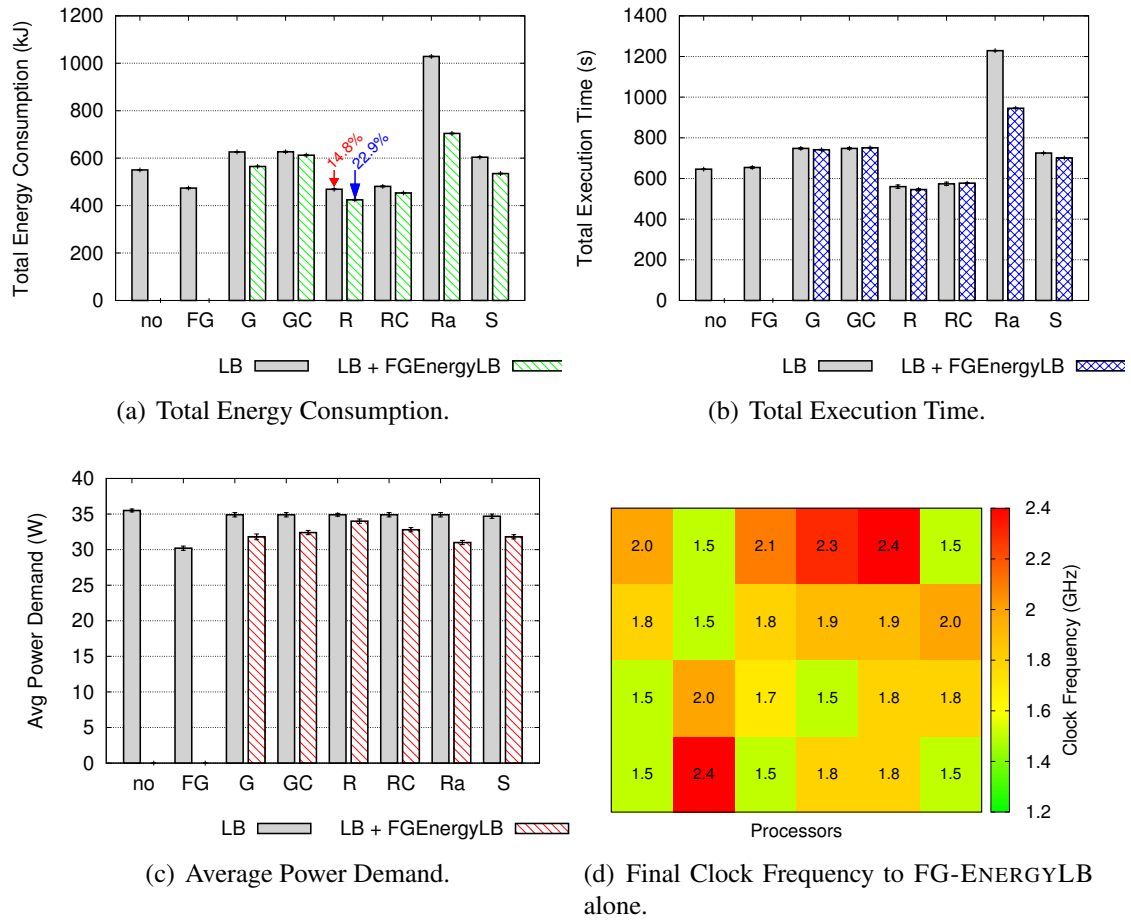 1200
1000
800
600
400
200
0
Total Energy Consumption (kJ)
14.8%
22.9%
no FG G GC R RC Ra S
LB LB + FGEnergyLB
(a) Total Energy Consumption.
1400
1200
1000
800
600
400
200
0
Total Execution Time (s)
no FG G GC R RC Ra S
LB LB + FGEnergyLB
(b) Total Execution Time.
40
35
30
25
20
15
10
5
0
Avg Power Demand (W)
no FG G GC R RC Ra S
LB LB + FGEnergyLB
(c) Average Power Demand.
2.0 1.5 2.1 2.3 2.4 1.5
1.8 1.5 1.8 1.9 1.9 2.0
1.5 2.0 1.7 1.5 1.8 1.8
1.5 2.4 1.5 1.8 1.8 1.5
Processors
2.4
2.2
2
1.8
1.6
1.4
1.2
Clock Frequency (GHz)
(d) Final Clock Frequency to FG-ENERGYLB
alone.